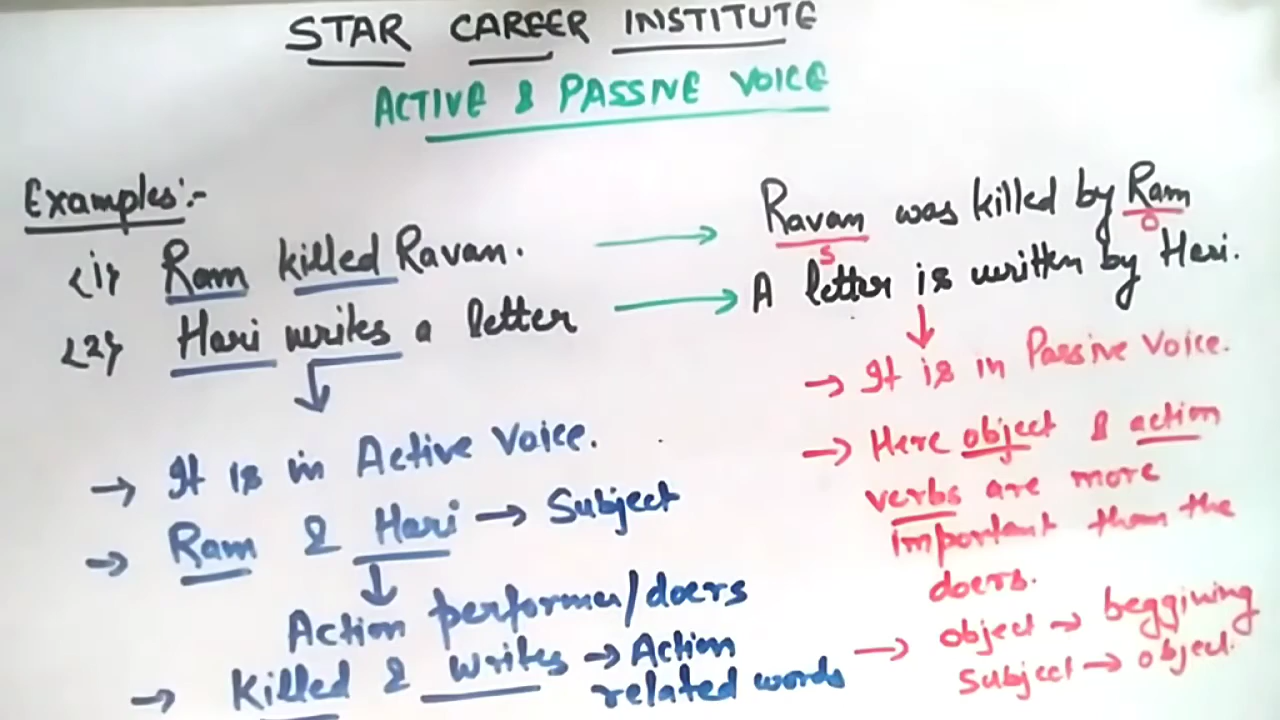 STAR CAREER INSTITUTE
ACTIVE & PASSIVE VOICE
Examples:-
<1> Ram killed Ravan. → Ravan was killed by Ram
S O
<2> Hari writes a letter → A letter is written by Hari.
→ It is in Active Voice.
→ Ram & Hari → Subject
Action performer/doers
→ Killed & writes → Action
related words
→ It is in Passive Voice.
→ Here object & action
verbs are more
important than the
doers.
→ object → beggining
Subject → object.